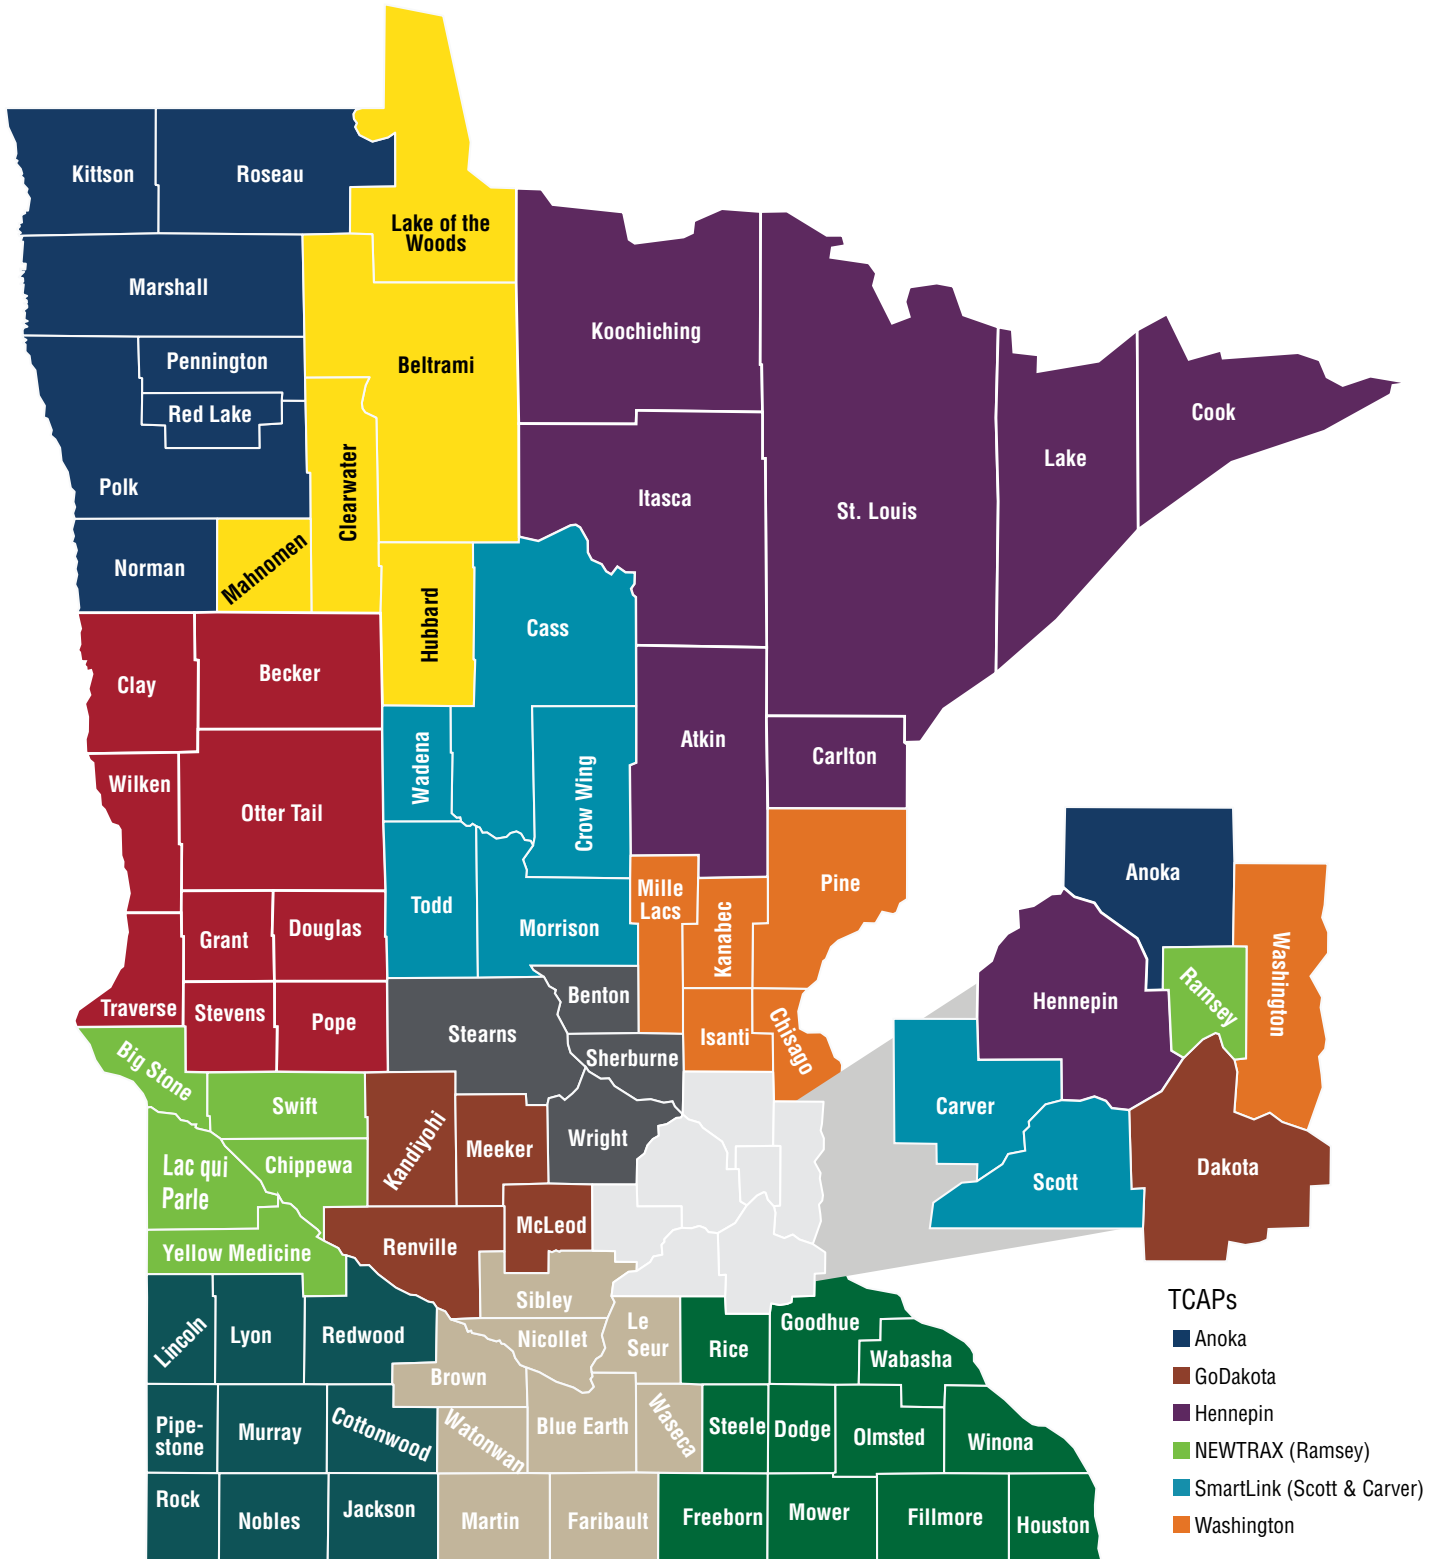 Kittson
Roseau
Lake of the
Woods
Marshall
Koochiching
Pennington
Beltrami
Red Lake
Cook
Lake
Clearwater
Polk
Itasca
St. Louis
Norman
Mahnomen
Hubbard
Cass
Becker
Clay
Atkin
Carlton
Wadena
Wilken
Otter Tail
Crow Wing
Anoka
Pine
Mille
Lacs
Todd
Douglas
Morrison
Grant
Kanabec
Washington
Benton
Ramsey
Hennepin
Traverse
Stevens
Pope
Stearns
Isanti
Chisago
Big Stone
Sherburne
Swift
Carver
Wright
Kandiyohi
Meeker
Lac qui
Parle
Chippewa
Dakota
Scott
McLeod
Renville
Yellow Medicine
Sibley
TCAPs
Lincoln
Lyon
Redwood
Nicollet
Le
Seur
Rice
Goodhue
Wabasha
Anoka
Brown
GoDakota
Pipe-
stone
Murray
Cottonwood
Watonwan
Blue Earth
Waseca
Steele
Dodge
Olmsted
Winona
Hennepin
NEWTRAX (Ramsey)
SmartLink (Scott & Carver)
Rock
Nobles
Jackson
Martin
Faribault
Freeborn
Mower
Fillmore
Houston
Washington